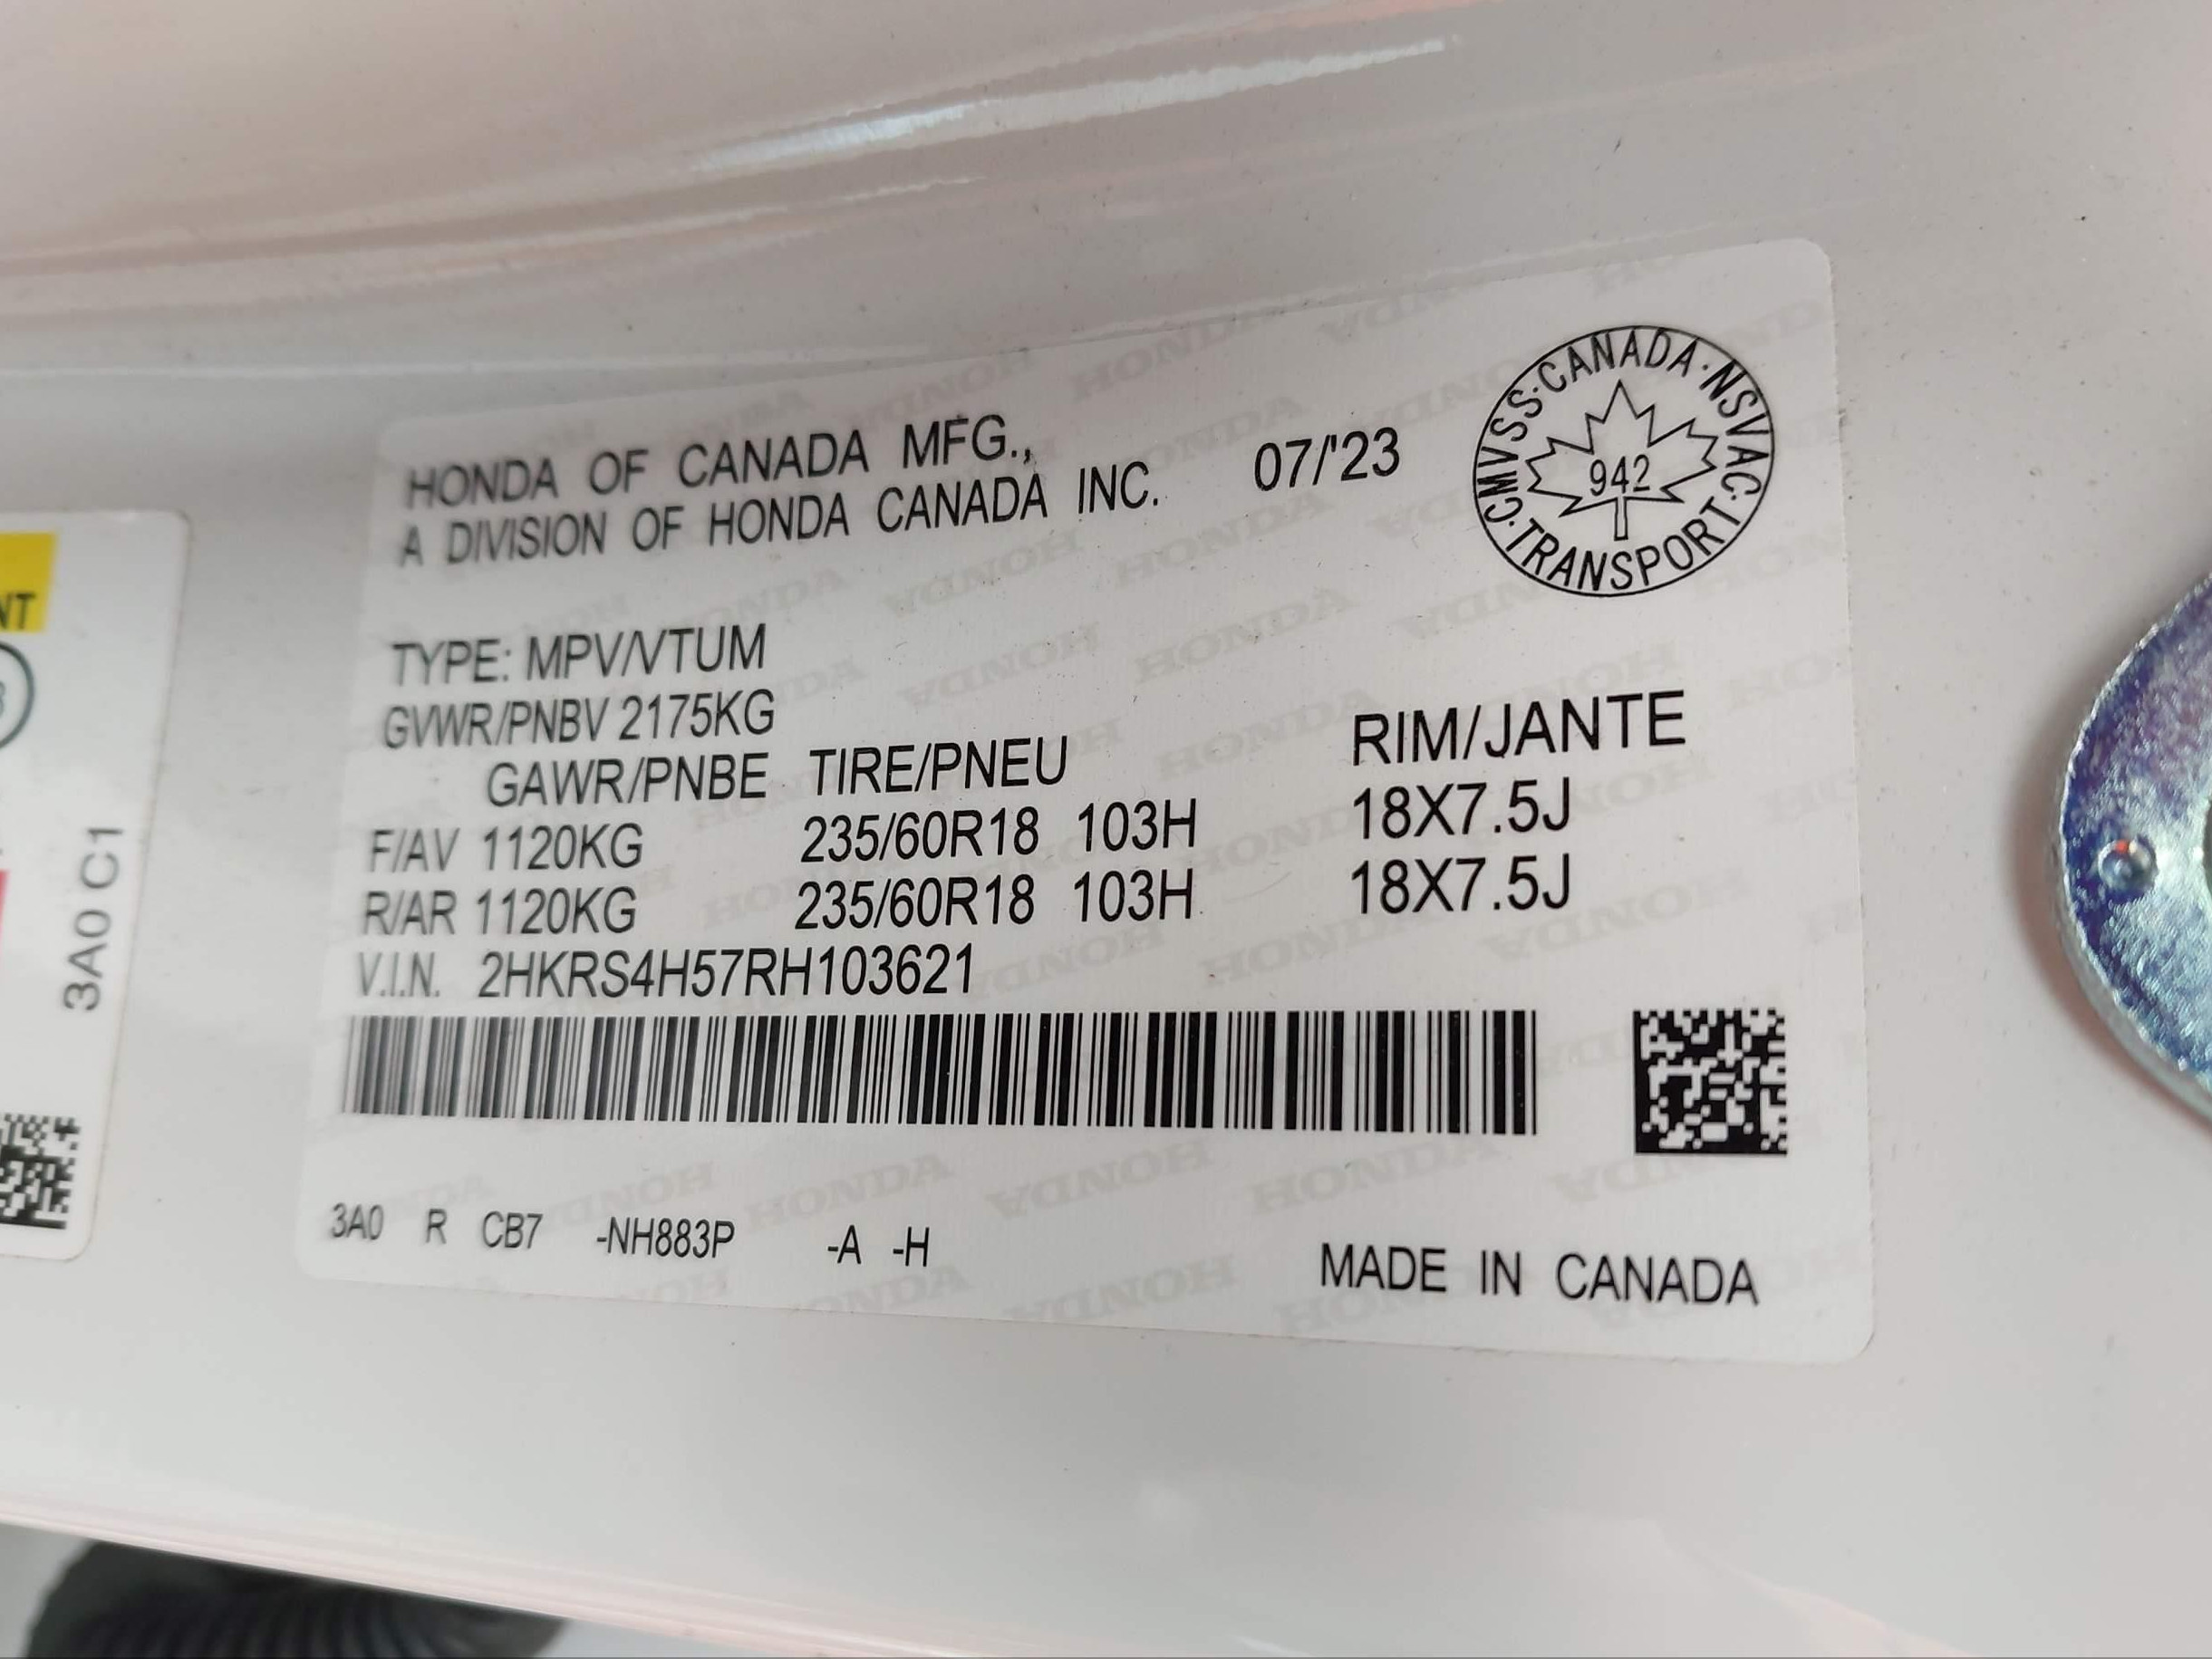 HONDA OF CANADA MFG.,
A DIVISION OF HONDA CANADA INC.
07/'23
CMVSS·CANADA·NSVAC·TRANSPORT·
942
TYPE: MPV/VTUM
GVWR/PNBV 2175KG
GAWR/PNBE TIRE/PNEU RIM/JANTE
F/AV 1120KG 235/60R18 103H 18X7.5J
R/AR 1120KG 235/60R18 103H 18X7.5J
V.I.N. 2HKRS4H57RH103621
3A0 R CB7 -NH883P -A -H
MADE IN CANADA
NT
3A0 C1
HONDA